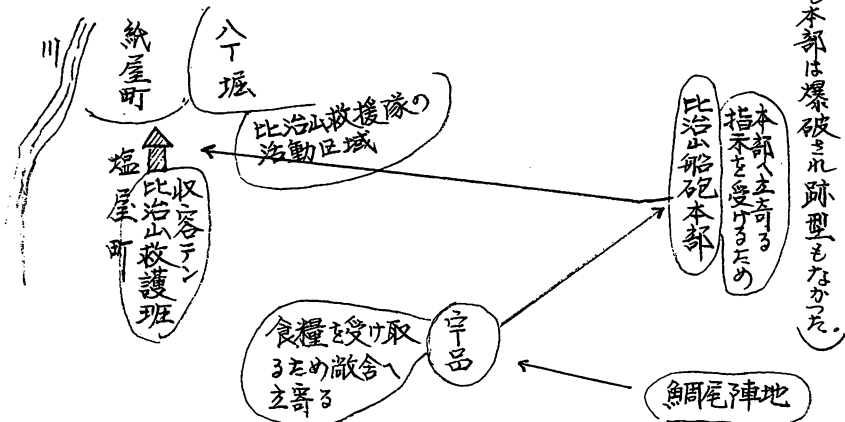 本部は爆破され跡型もなかった。)
本部へ立寄る
指示を受けるため
比治山船砲本部
八丁堀
紙屋町
川
比治山救援隊の
活動区域
塩屋町
収容テン
比治山救護班
宇品
食糧を受け取
るため敞舎へ
立寄る
鯛尾陣地